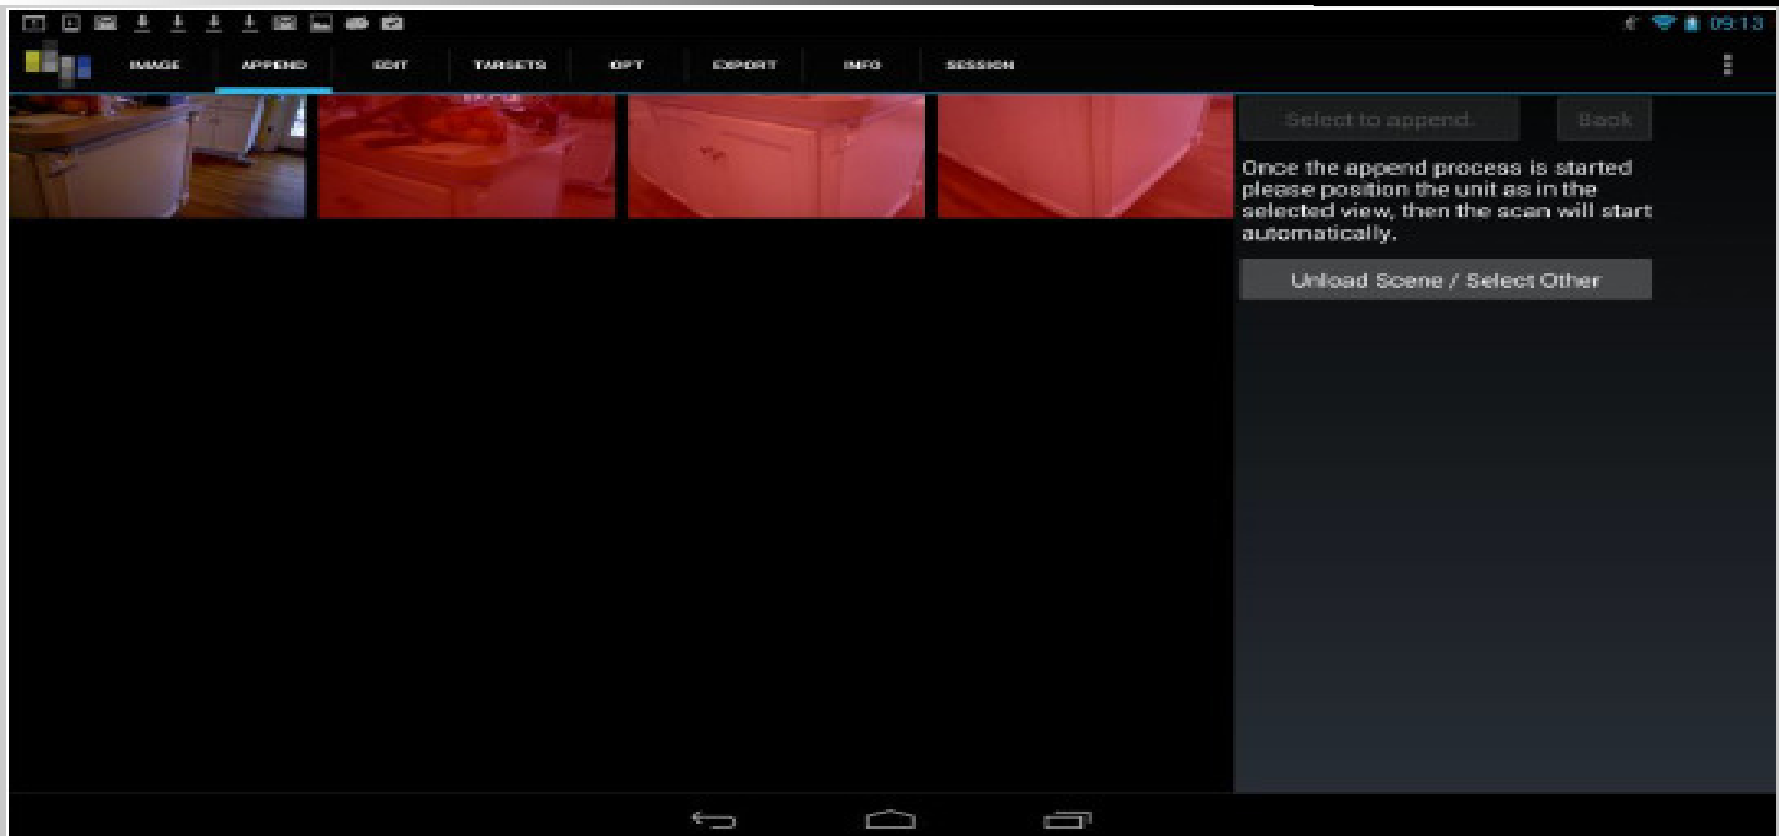 09:13
IMAGE APPEND EDIT TARGETS OPT EXPORT INFO SESSION
Select to append. Back
Once the append process is started
please position the unit as in the
selected view, then the scan will start
automatically.
Unload Scene / Select Other